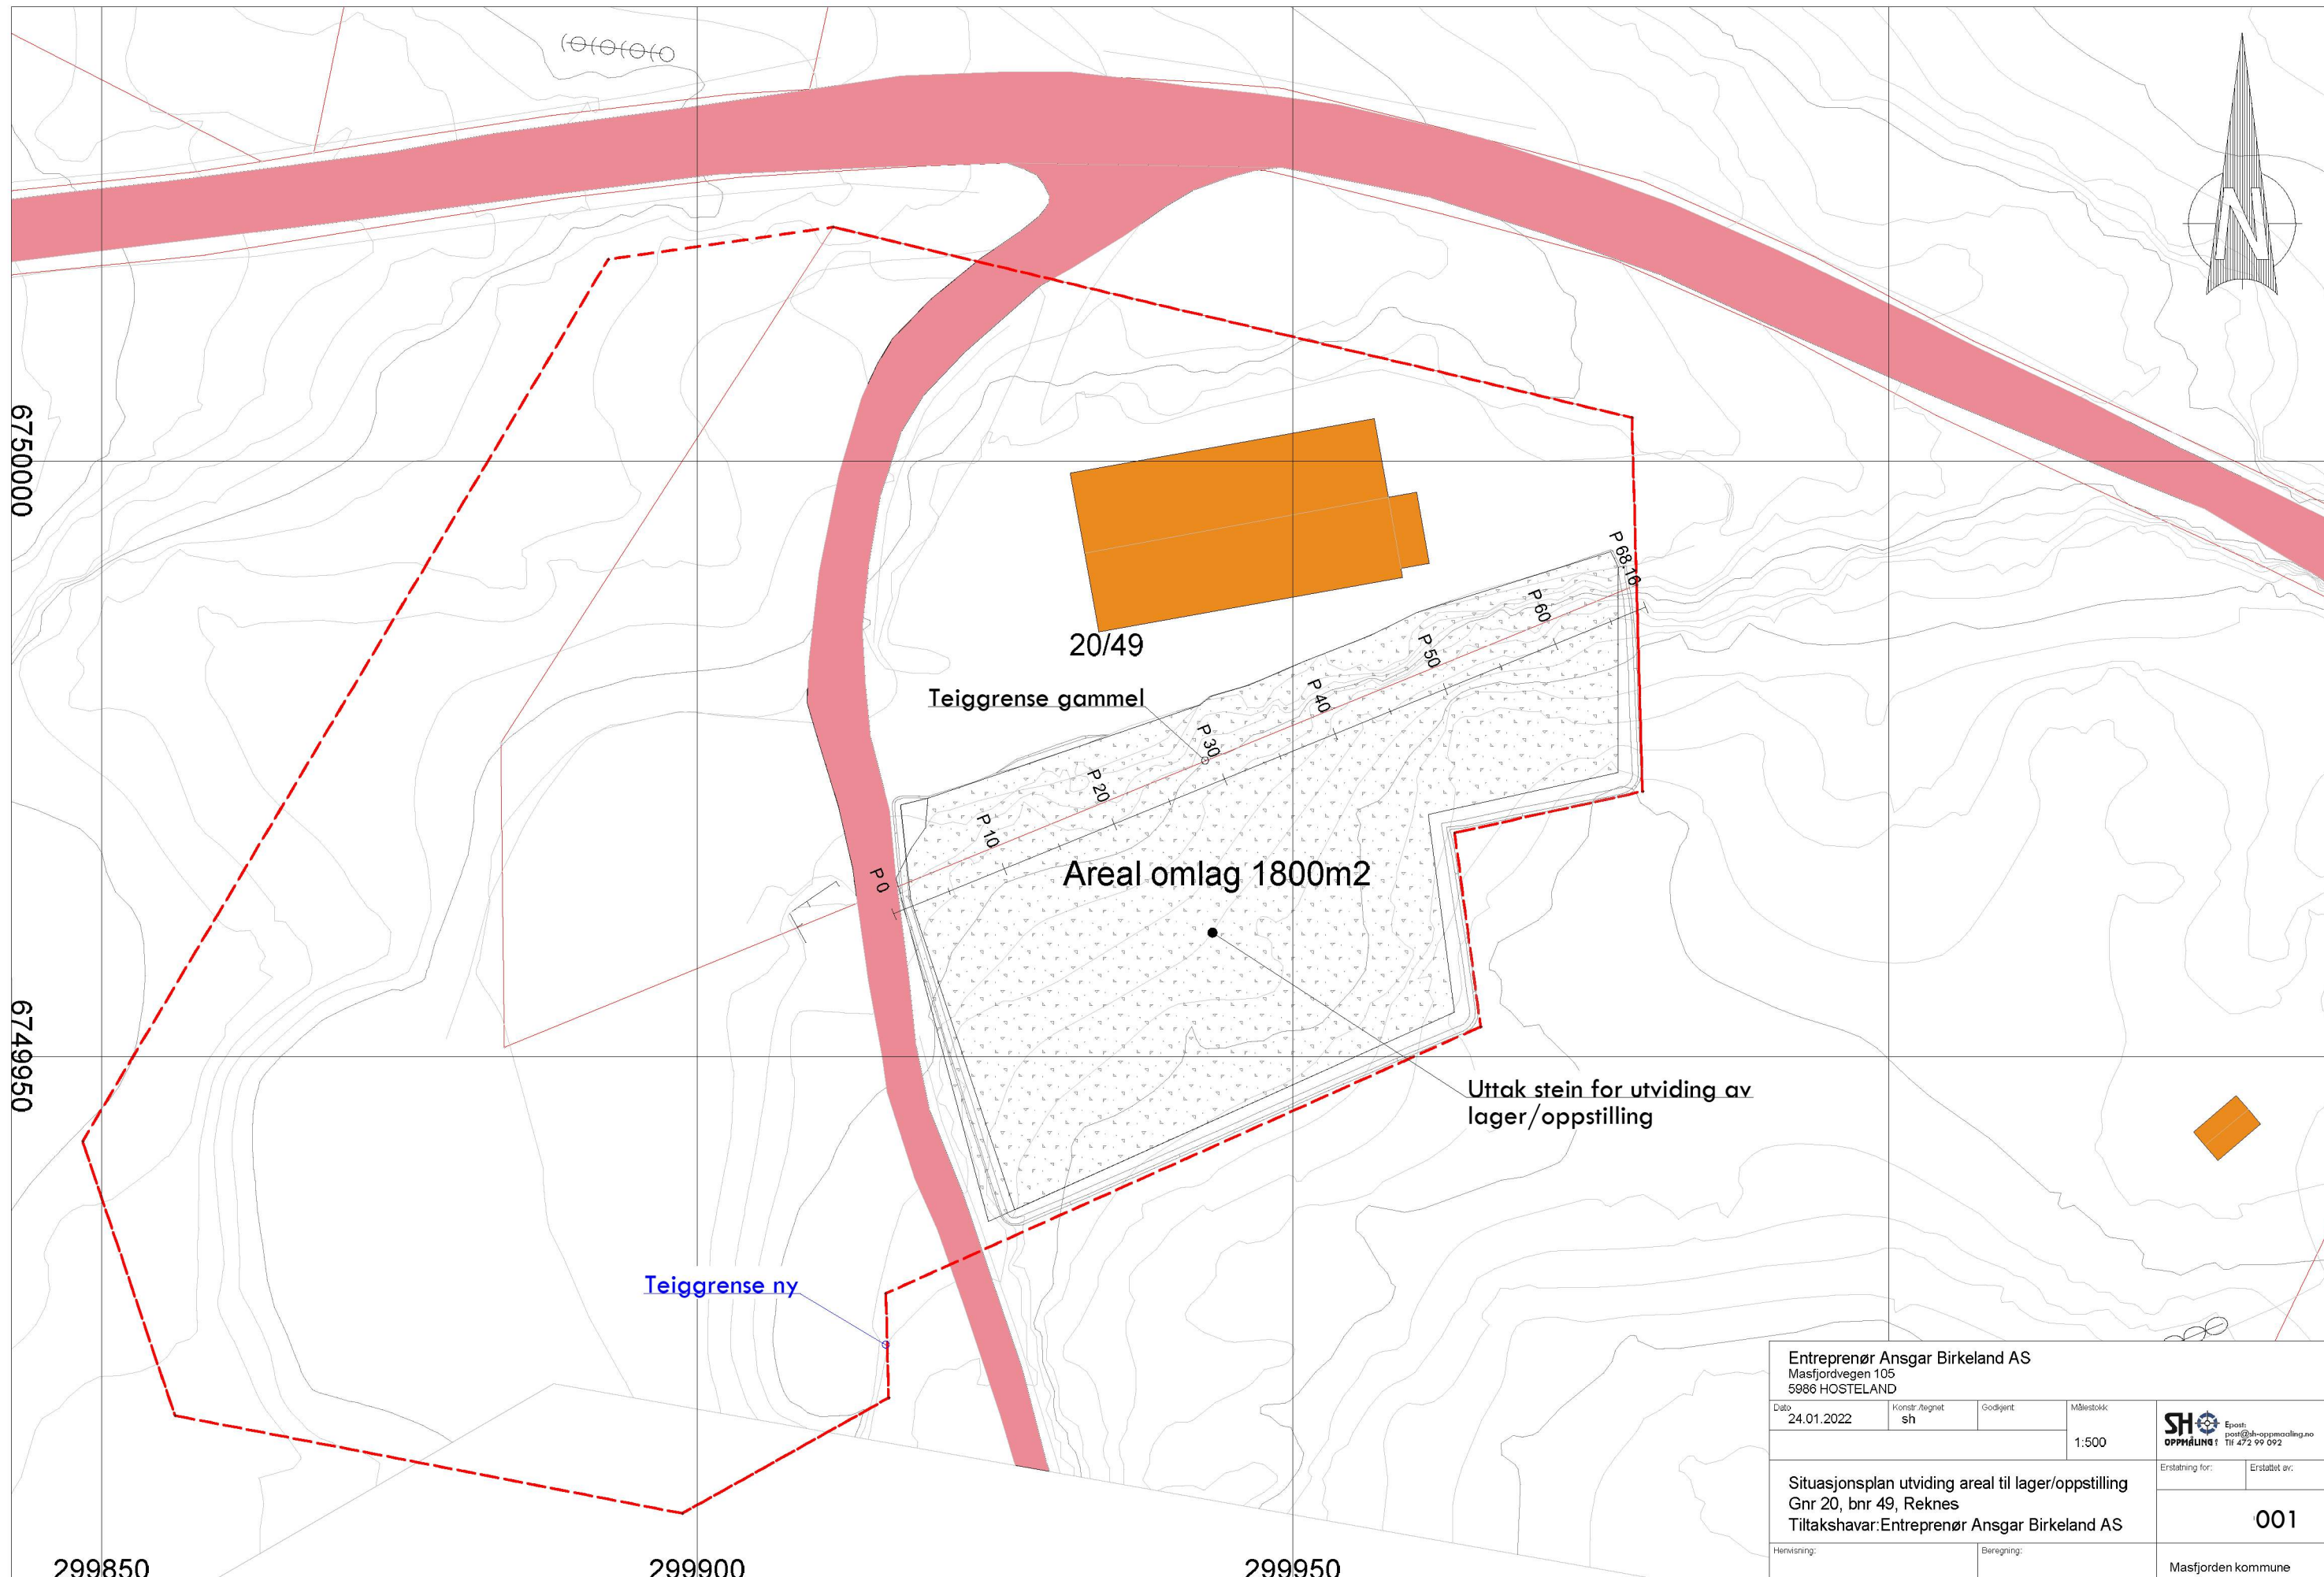 N
6750000
P 68.16
P 60
20/49
P 50
Teiggrense gammel
P 40
P 30
P 20
P 10
P 0
Areal omlag 1800m2
6749950
Uttak stein for utviding av
lager/oppstilling
Teiggrense ny
299850
299900
299950
Entreprenør Ansgar Birkeland AS
Masfjordvegen 105
5986 HOSTELAND
Dato
24.01.2022
Konstr./tegnet
sh
Godkjent
Målestokk
1:500
SH
OPPMÅLING
Epost:
post@sh-oppmaaling.no
Tlf 472 99 092
Situasjonsplan utviding areal til lager/oppstilling
Gnr 20, bnr 49, Reknes
Tiltakshavar:Entreprenør Ansgar Birkeland AS
Erstatning for:
Erstattet av:
001
Henvisning:
Beregning:
Masfjorden kommune